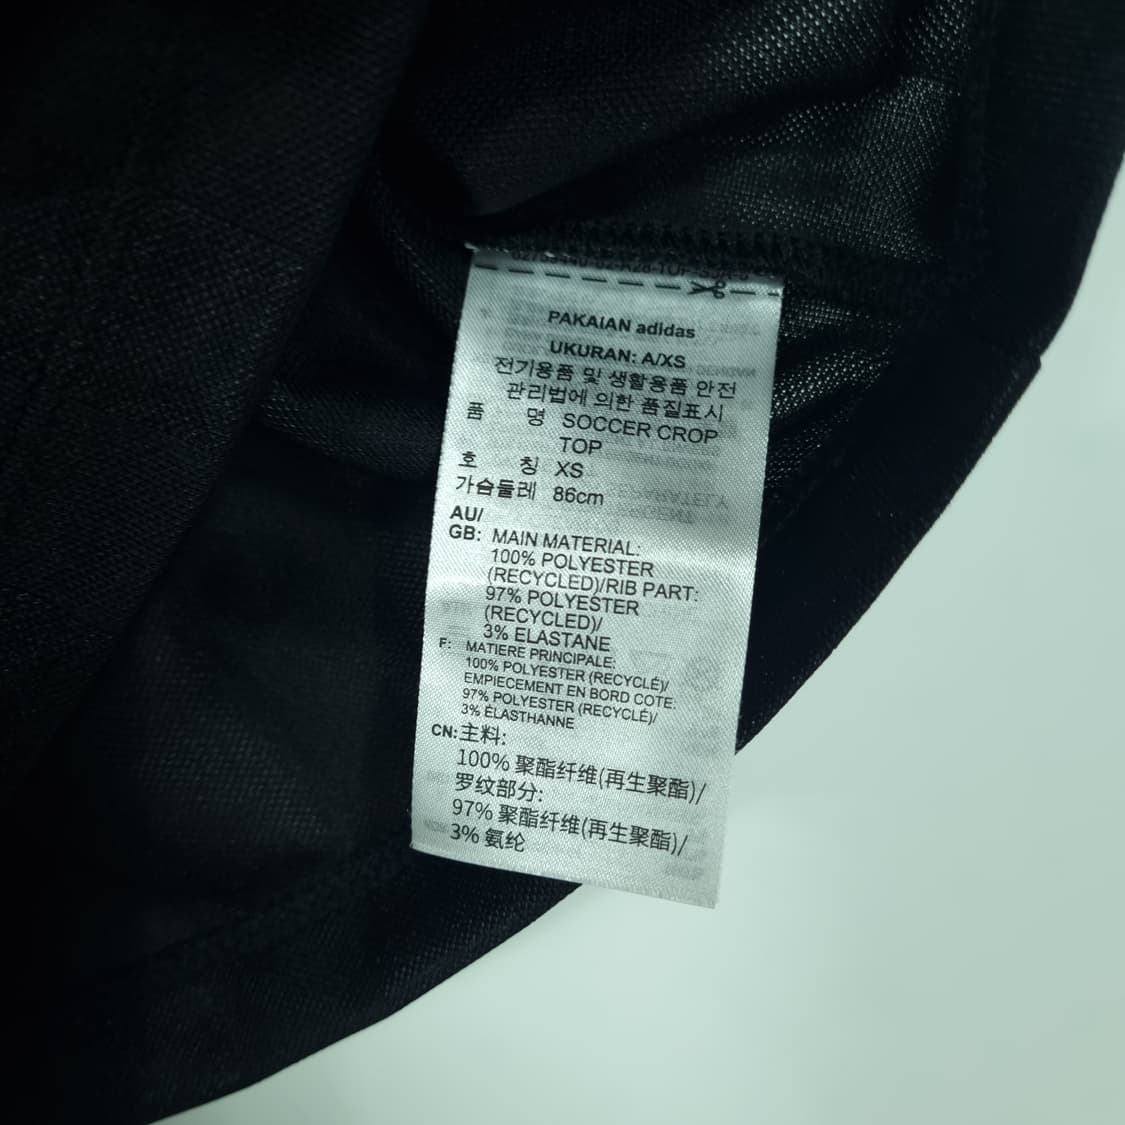 PAKAIAN adidas
UKURAN: A/XS
전기용품 및 생활용품 안전
관리법에 의한 품질표시
품 명 SOCCER CROP
TOP
호 칭 XS
가슴둘레 86cm
AU/
GB: MAIN MATERIAL:
100% POLYESTER
(RECYCLED)/RIB PART:
97% POLYESTER
(RECYCLED)/
3% ELASTANE
F: MATIERE PRINCIPALE:
100% POLYESTER (RECYCLÉ)/
EMPIECEMENT EN BORD COTE:
97% POLYESTER (RECYCLÉ)/
3% ÉLASTHANNE
CN: 主料:
100% 聚酯纤维(再生聚酯)/
罗纹部分:
97% 聚酯纤维(再生聚酯)/
3% 氨纶